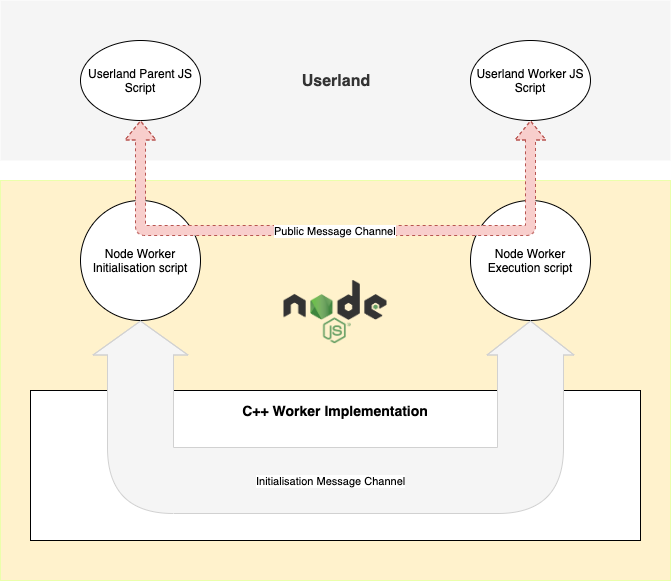 Userland Parent JS
Script
Userland
Userland Worker JS
Script
Public Message Channel
Node Worker
Initialisation script
Node Worker
Execution script
node
JS
C++ Worker Implementation
Initialisation Message Channel